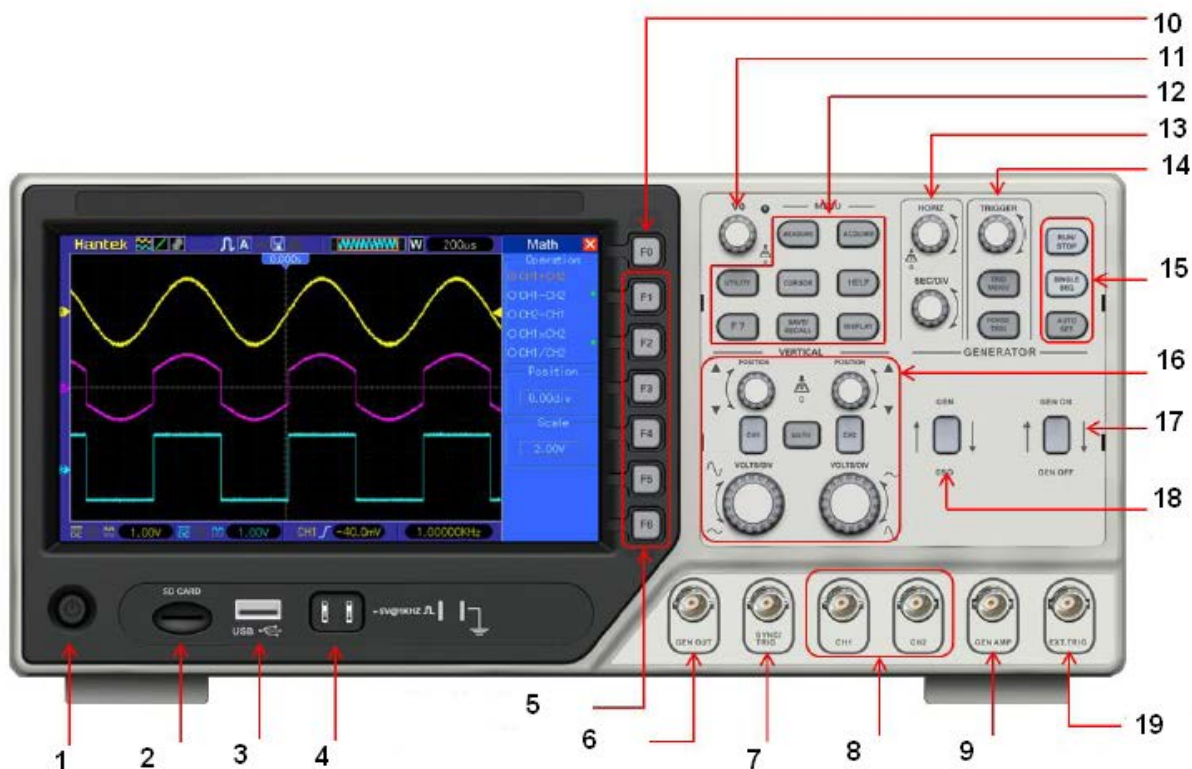 10
11
12
13
14
V0
MENU
HORIZ
TRIGGER
Hantek A W 200us Math
0.000s
Operation
CH1+CH2
CH1-CH2
CH2-CH1
CH1xCH2
CH1/CH2
Position
0.00div
Scale
2.00V
F0
F1
F2
F3
F4
F5
F6
MEASURE
ACQUIRE
RUN/
STOP
UTILITY
CURSOR
HELP
SEC/DIV
TRIG
MENU
SINGLE
SEQ
15
F7
SAVE/
RECALL
DISPLAY
FORCE
TRIG
AUTO
SET
VERTICAL
GENERATOR
POSITION
POSITION
0
16
CH1
MATH
CH2
GEN
GEN ON
17
VOLTS/DIV
VOLTS/DIV
DSO
GEN OFF
18
1.00V 1.00V CH1 -40.0mV 1.00000KHz
SD CARD
USB
~5V@1KHZ
GEN OUT
SYNC/
TRIG
CH1
CH2
GEN AMP
EXT.TRIG
1
2
3
4
5
6
7
8
9
19